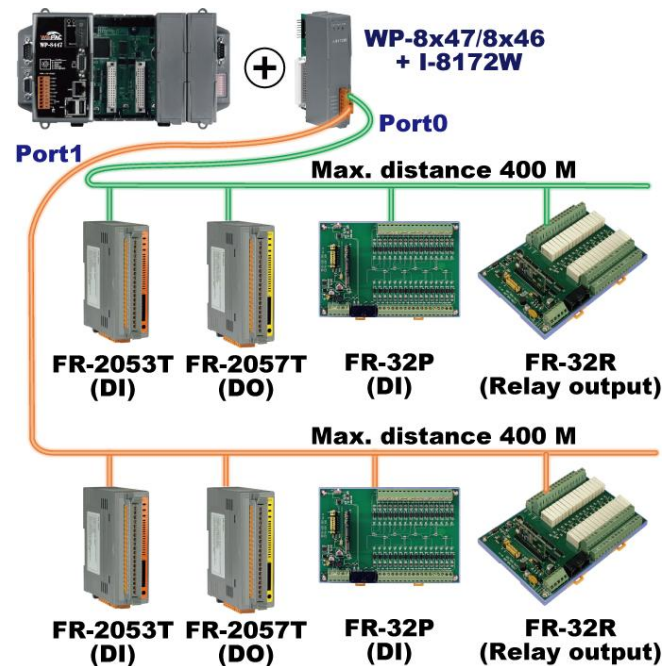 WP-8447
WP-8x47/8x46
+ I-8172W
Port0
Port1
Max. distance 400 M
FR-2053T
(DI)
FR-2057T
(DO)
FR-32P
(DI)
FR-32R
(Relay output)
Max. distance 400 M
FR-2053T
(DI)
FR-2057T
(DO)
FR-32P
(DI)
FR-32R
(Relay output)